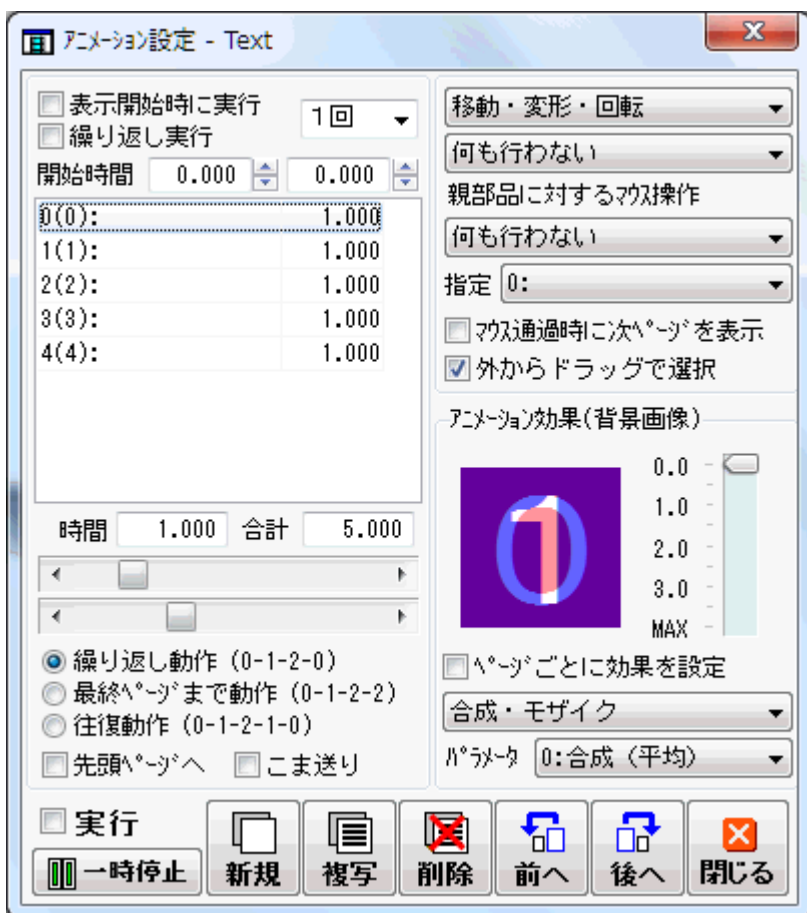 ｱﾆﾒｰｼｮﾝ設定 - Text
表示開始時に実行
1回
繰り返し実行
開始時間 0.000 0.000
0(0): 1.000
1(1): 1.000
2(2): 1.000
3(3): 1.000
4(4): 1.000
時間 1.000 合計 5.000
繰り返し動作 (0-1-2-0)
最終ﾍﾟｰｼﾞまで動作 (0-1-2-2)
往復動作 (0-1-2-1-0)
先頭ﾍﾟｰｼﾞへ こま送り
移動・変形・回転
何も行わない
親部品に対するﾏｳｽ操作
何も行わない
指定 0:
ﾏｳｽ通過時に次ﾍﾟｰｼﾞを表示
外からドラッグで選択
ｱﾆﾒｰｼｮﾝ効果(背景画像)
0 1
0.0
1.0
2.0
3.0
MAX
ﾍﾟｰｼﾞごとに効果を設定
合成・モザイク
ﾊﾟﾗﾒｰﾀ 0:合成（平均）
実行
一時停止
新規 複写 削除 前へ 後へ 閉じる